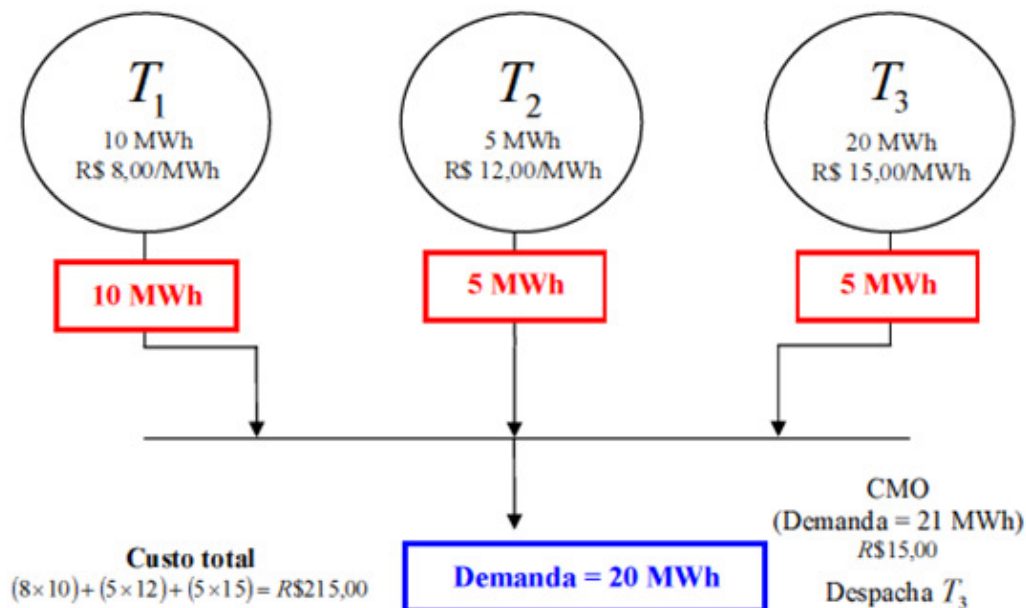 T₁
10 MWh
R$ 8,00/MWh
10 MWh
T₂
5 MWh
R$ 12,00/MWh
5 MWh
T₃
20 MWh
R$ 15,00/MWh
5 MWh
Custo total
(8×10)+(5×12)+(5×15)= R$215,00
Demanda = 20 MWh
CMO
(Demanda = 21 MWh)
R$15,00
Despacha T₃